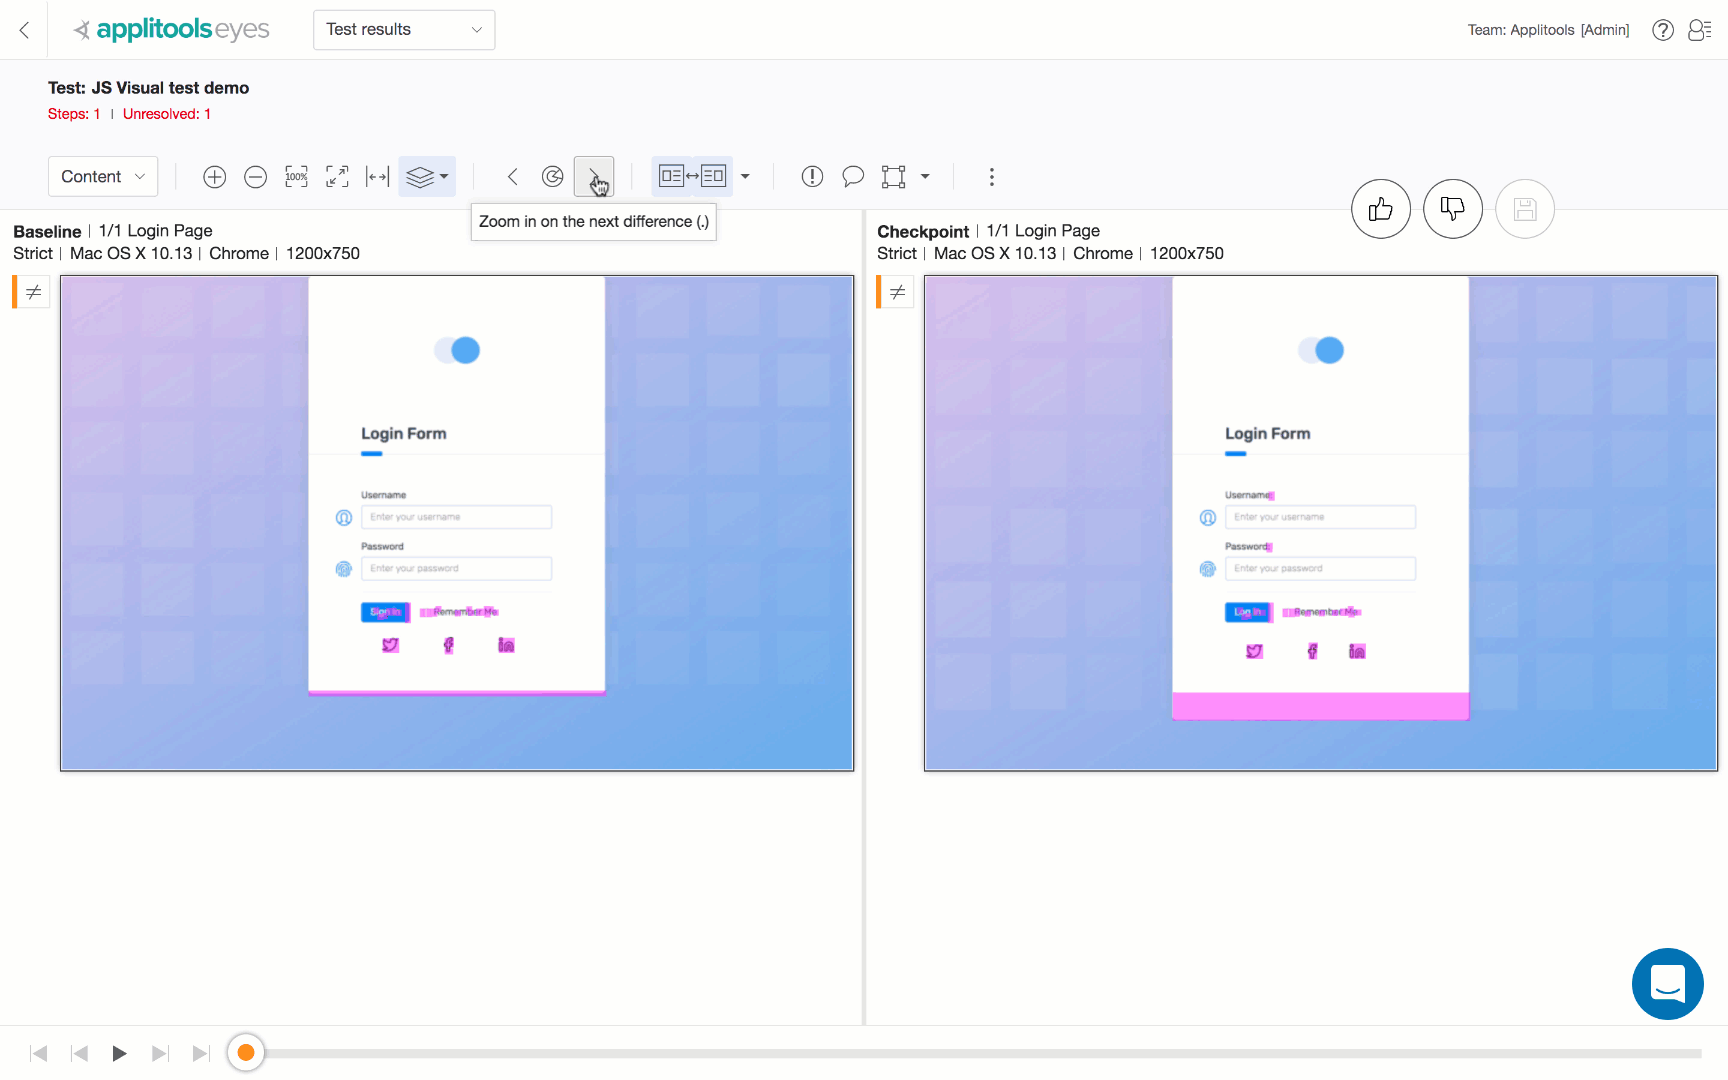 applitools eyes
Test results
Team: Applitools [Admin]
Test: JS Visual test demo
Steps: 1 | Unresolved: 1
Content
100%
Zoom in on the next difference (.)
Baseline | 1/1 Login Page
Strict | Mac OS X 10.13 | Chrome | 1200x750
Login Form
Username
Enter your username
Password
Enter your password
Sign in
Remember Me
Checkpoint | 1/1 Login Page
Strict | Mac OS X 10.13 | Chrome | 1200x750
Login Form
Username:
Enter your username
Password:
Enter your password
Log In
Remember Me